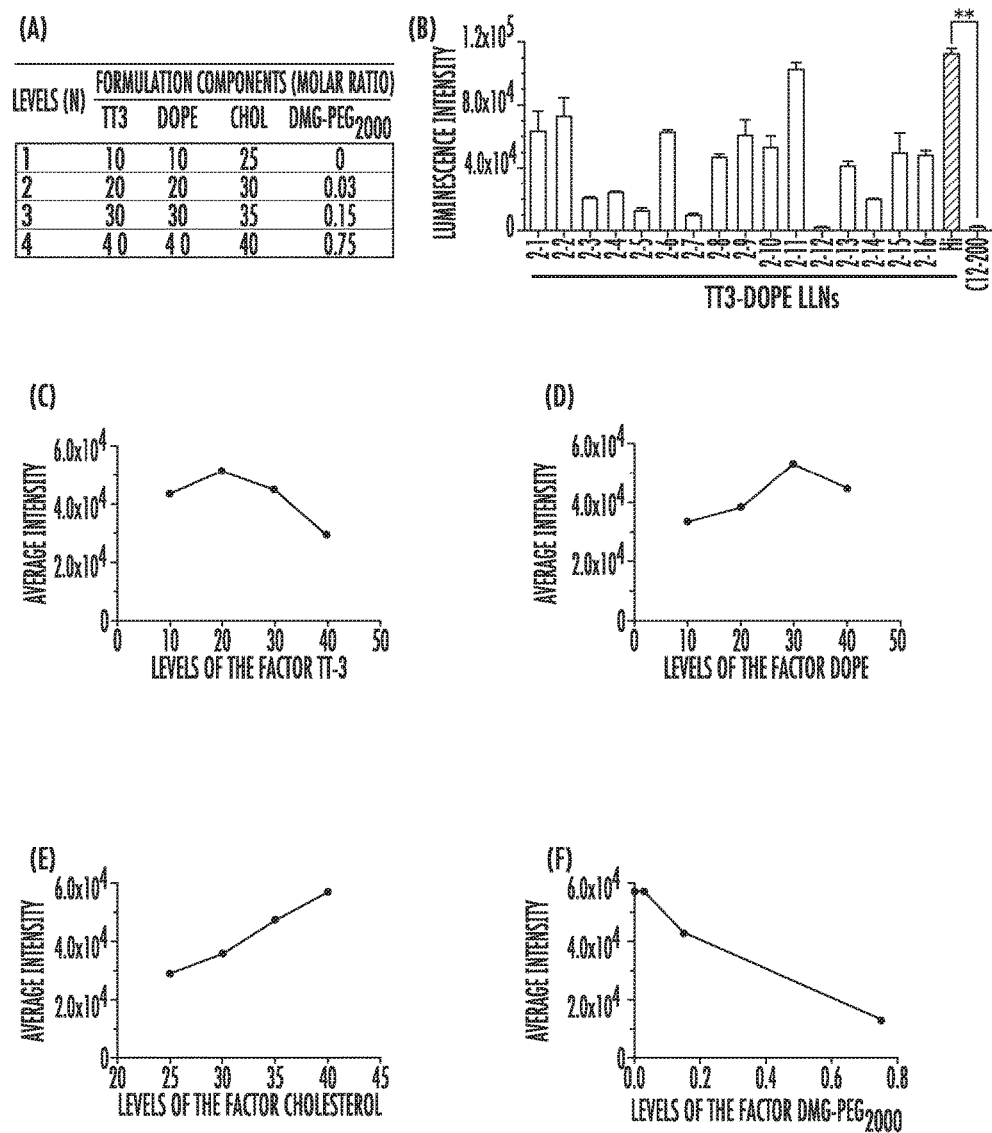 (A)
FORMULATION COMPONENTS (MOLAR RATIO)
LEVELS (N)
TT3 DOPE CHOL DMG-PEG2000
1 10 10 25 0
2 20 20 30 0.03
3 30 30 35 0.15
4 40 40 40 0.75
(B)
LUMINESCENCE INTENSITY
1.2x10^5
8.0x10^4
4.0x10^4
0
**
2-1 2-2 2-3 2-4 2-5 2-6 2-7 2-8 2-9 2-10 2-11 2-12 2-13 2-14 2-15 2-16 Hi C12-200
TT3-DOPE LLNs
(C)
AVERAGE INTENSITY
6.0x10^4
4.0x10^4
2.0x10^4
0
0 10 20 30 40 50
LEVELS OF THE FACTOR TT-3
(D)
AVERAGE INTENSITY
6.0x10^4
4.0x10^4
2.0x10^4
0
0 10 20 30 40 50
LEVELS OF THE FACTOR DOPE
(E)
AVERAGE INTENSITY
6.0x10^4
4.0x10^4
2.0x10^4
0
20 25 30 35 40 45
LEVELS OF THE FACTOR CHOLESTEROL
(F)
AVERAGE INTENSITY
6.0x10^4
4.0x10^4
2.0x10^4
0
0.0 0.2 0.4 0.6 0.8
LEVELS OF THE FACTOR DMG-PEG2000